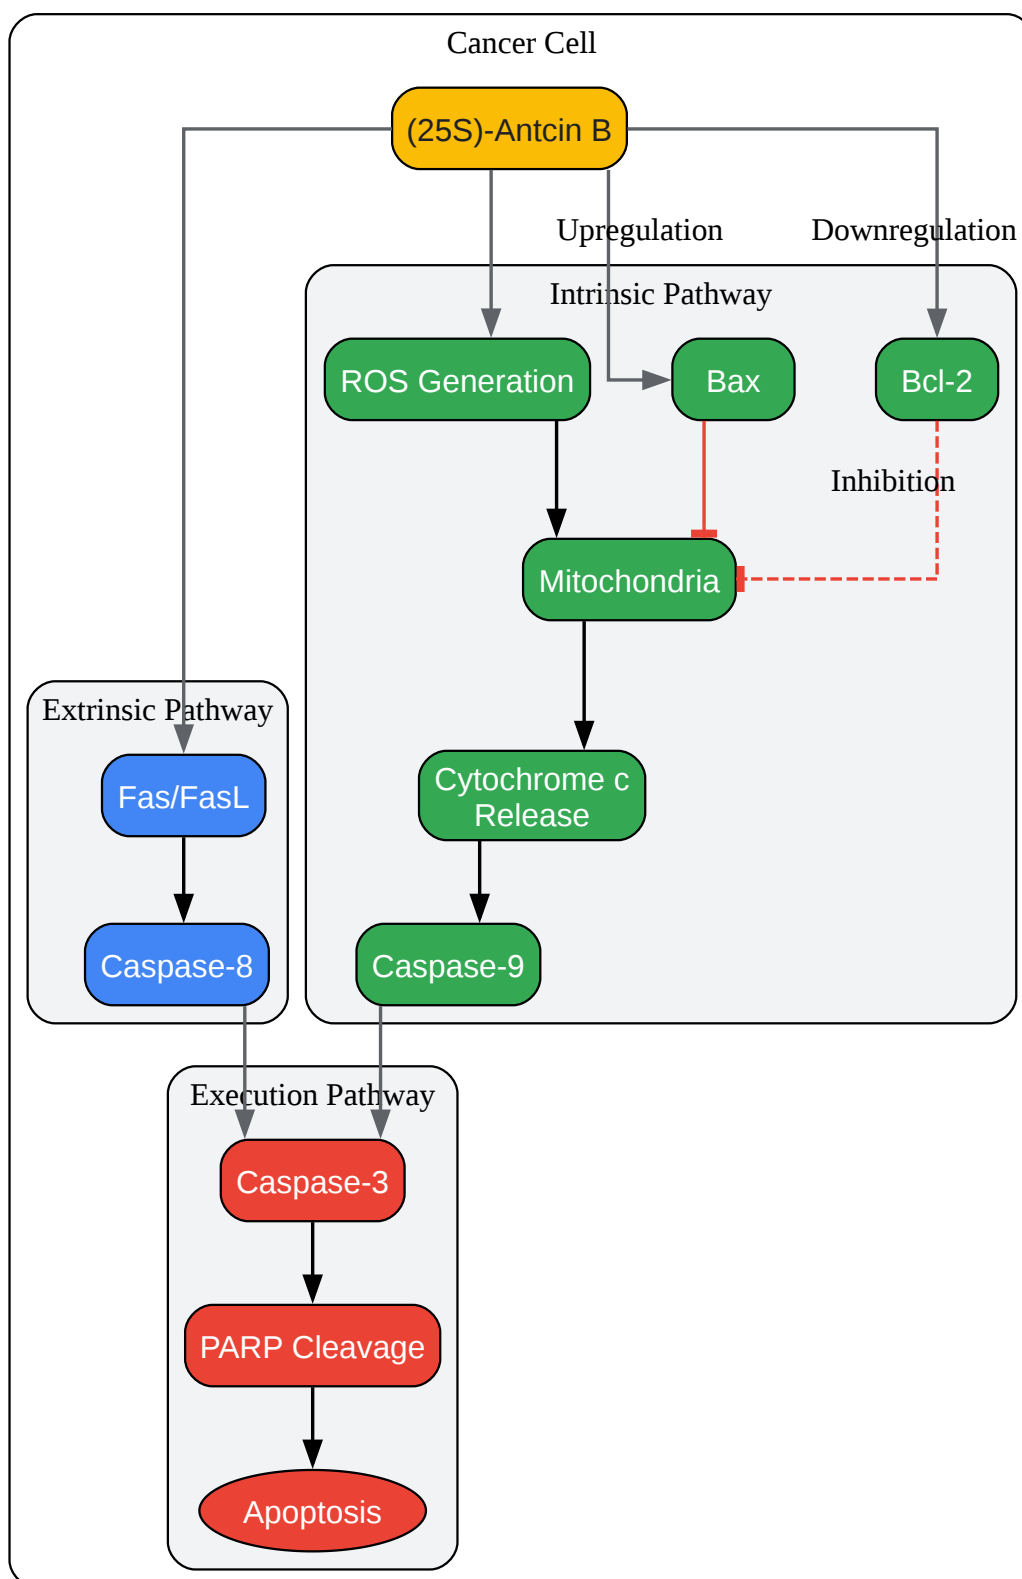 Cancer Cell
(25S)-Antcin B
Upregulation
Downregulation
Intrinsic Pathway
ROS Generation
Bax
Bcl-2
Inhibition
Mitochondria
Extrinsic Pathway
Fas/FasL
Cytochrome c
Release
Caspase-8
Caspase-9
Execution Pathway
Caspase-3
PARP Cleavage
Apoptosis